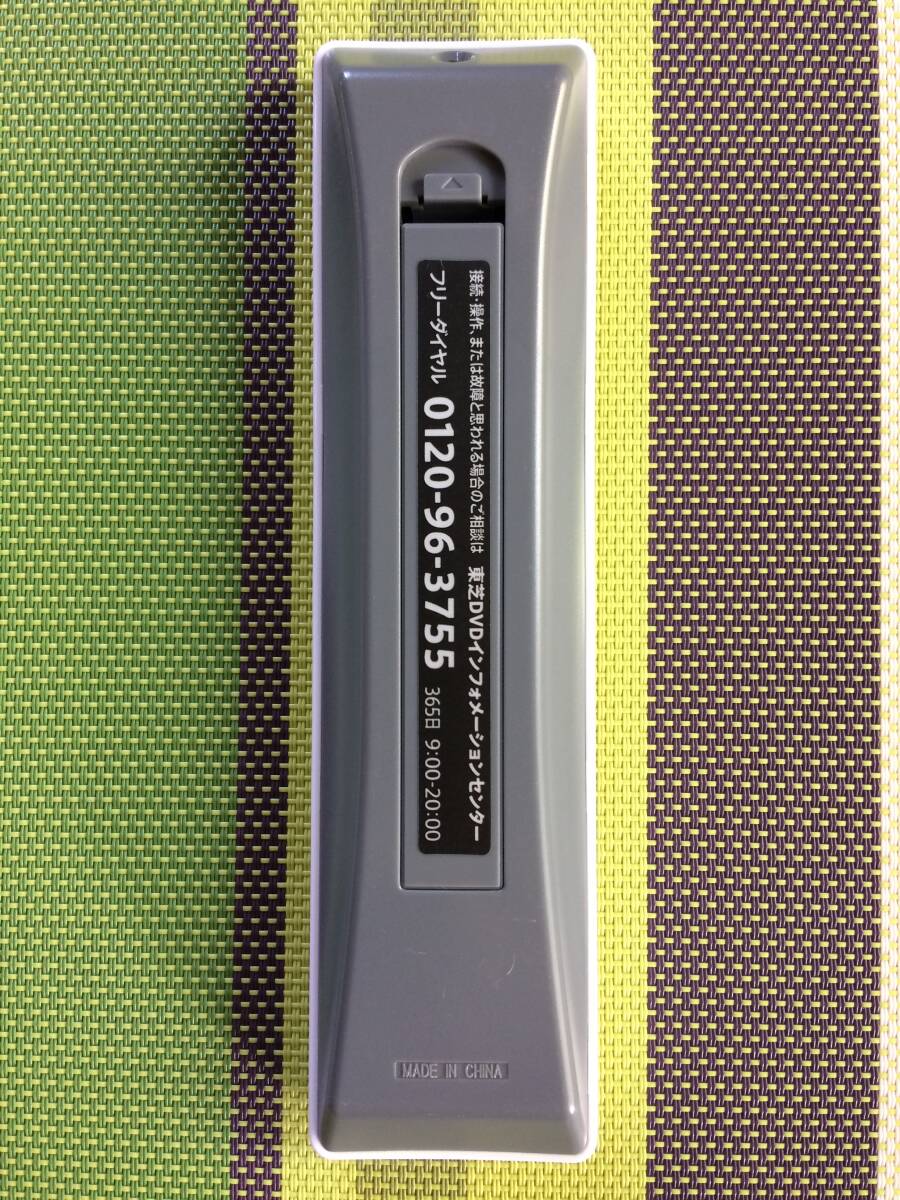 接続・操作、または故障と思われる場合のご相談は 東芝DVDインフォメーションセンター
フリーダイヤル 0120-96-3755 365日 9:00-20:00
MADE IN CHINA